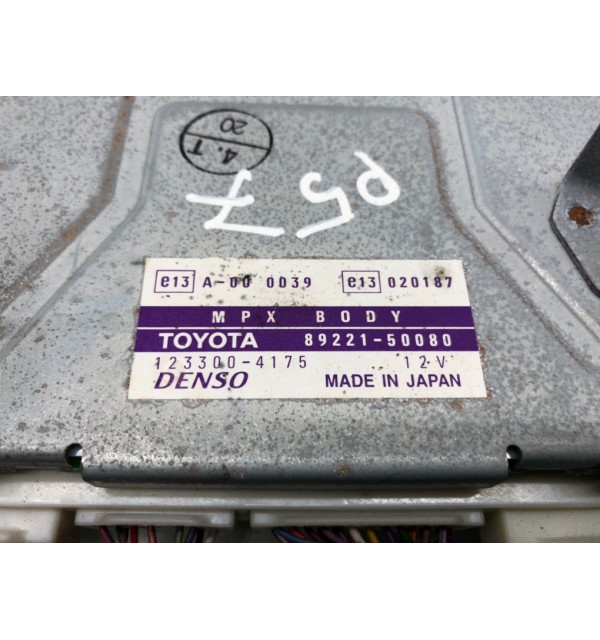 4. T
20
P57
e13 A-00 0039 e13 020187
MPX BODY
TOYOTA 89221-50080
123300-4175 12V
DENSO MADE IN JAPAN